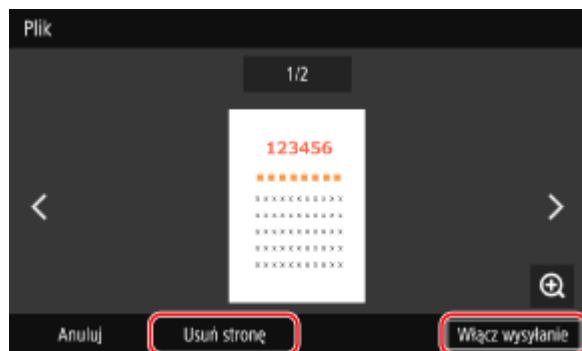 Plik
1/2
123456
Anuluj
Usuń stronę
Włącz wysyłanie